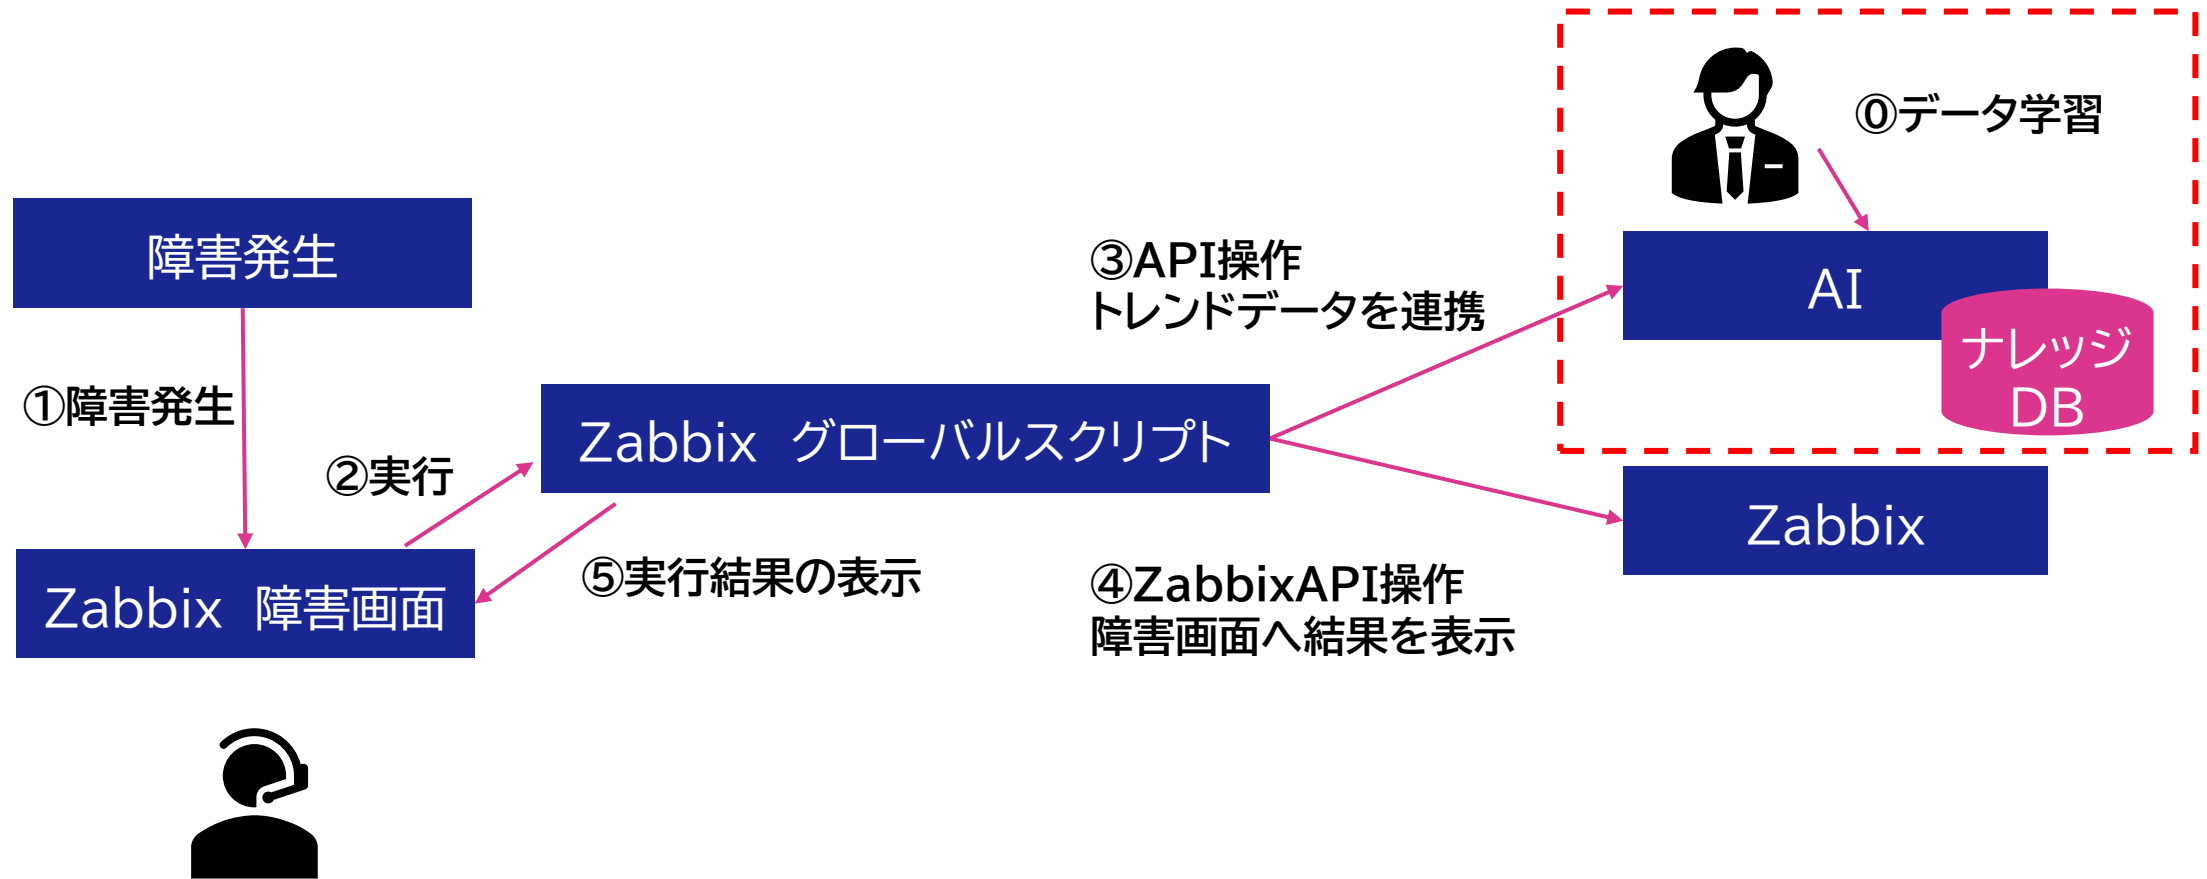 ⓪データ学習
障害発生
AI
③API操作
トレンドデータを連携
ナレッジ
DB
①障害発生
Zabbix グローバルスクリプト
②実行
Zabbix
⑤実行結果の表示
④ZabbixAPI操作
障害画面へ結果を表示
Zabbix 障害画面